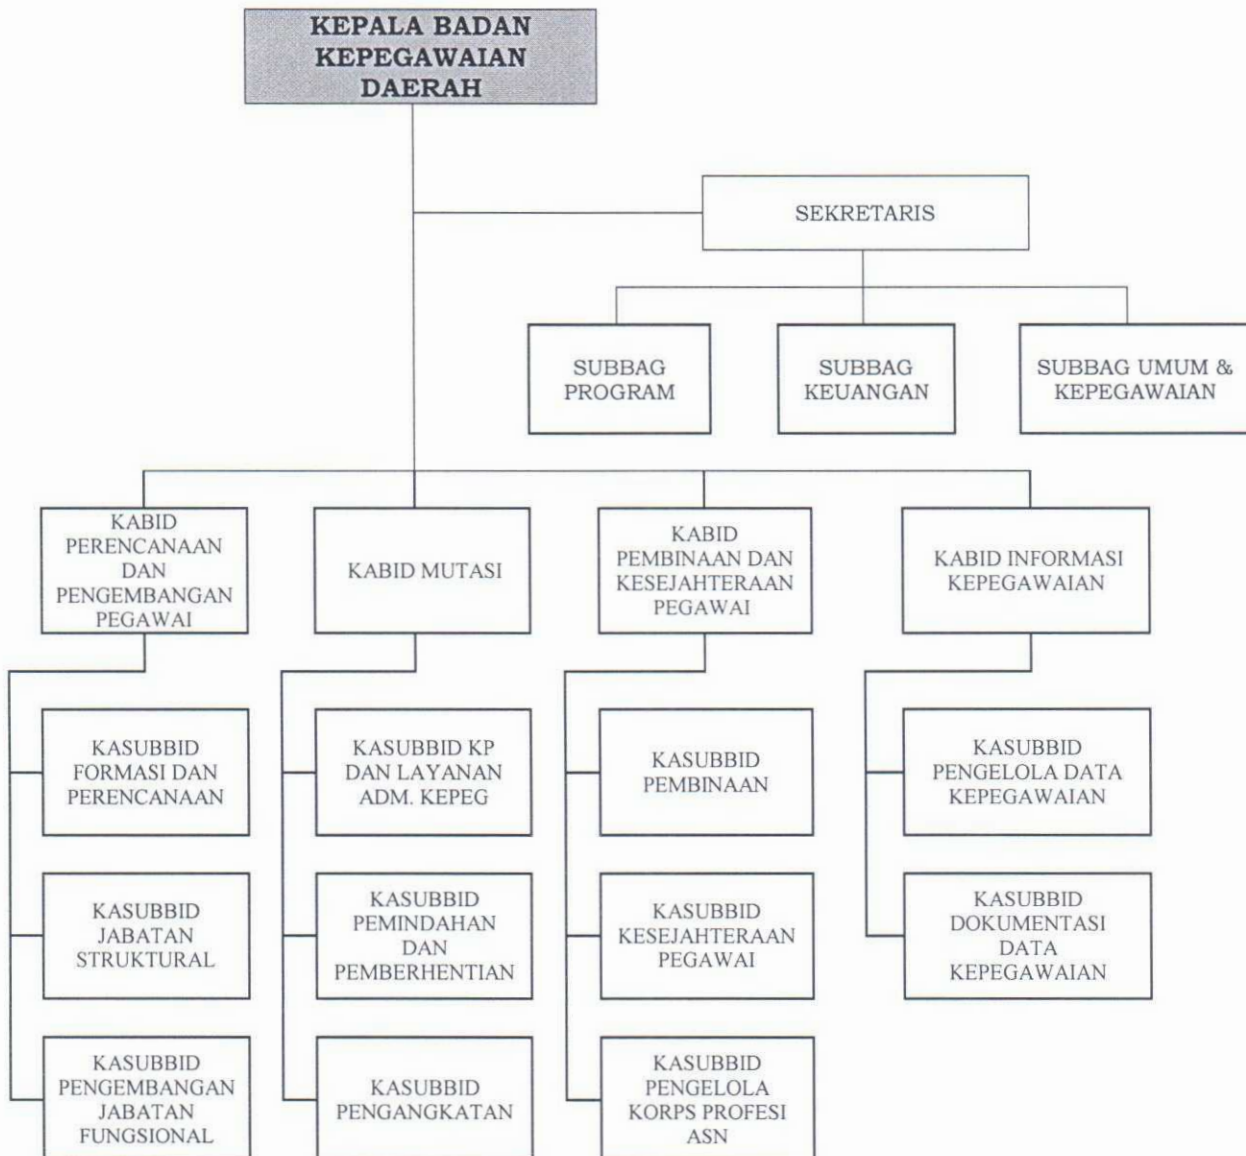 KEPALA BADAN
KEPEGAWAIAN
DAERAH
SEKRETARIS
SUBBAG
PROGRAM
SUBBAG
KEUANGAN
SUBBAG UMUM &
KEPEGAWAIAN
KABID
PERENCANAAN
DAN
PENGEMBANGAN
PEGAWAI
KABID MUTASI
KABID
PEMBINAAN DAN
KESEJAHTERAAN
PEGAWAI
KABID INFORMASI
KEPEGAWAIAN
KASUBBID
FORMASI DAN
PERENCANAAN
KASUBBID KP
DAN LAYANAN
ADM. KEPEG
KASUBBID
PEMBINAAN
KASUBBID
PENGELOLA DATA
KEPEGAWAIAN
KASUBBID
JABATAN
STRUKTURAL
KASUBBID
PEMINDAHAN
DAN
PEMBERHENTIAN
KASUBBID
KESEJAHTERAAN
PEGAWAI
KASUBBID
DOKUMENTASI
DATA
KEPEGAWAIAN
KASUBBID
PENGEMBANGAN
JABATAN
FUNGSIONAL
KASUBBID
PENGANGKATAN
KASUBBID
PENGELOLA
KORPS PROFESI
ASN